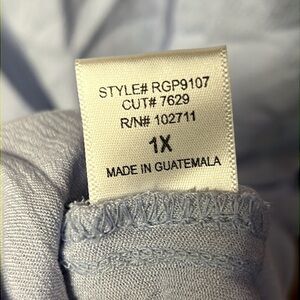 STYLE# RGP9107
CUT# 7629
R/N# 102711
1X
MADE IN GUATEMALA